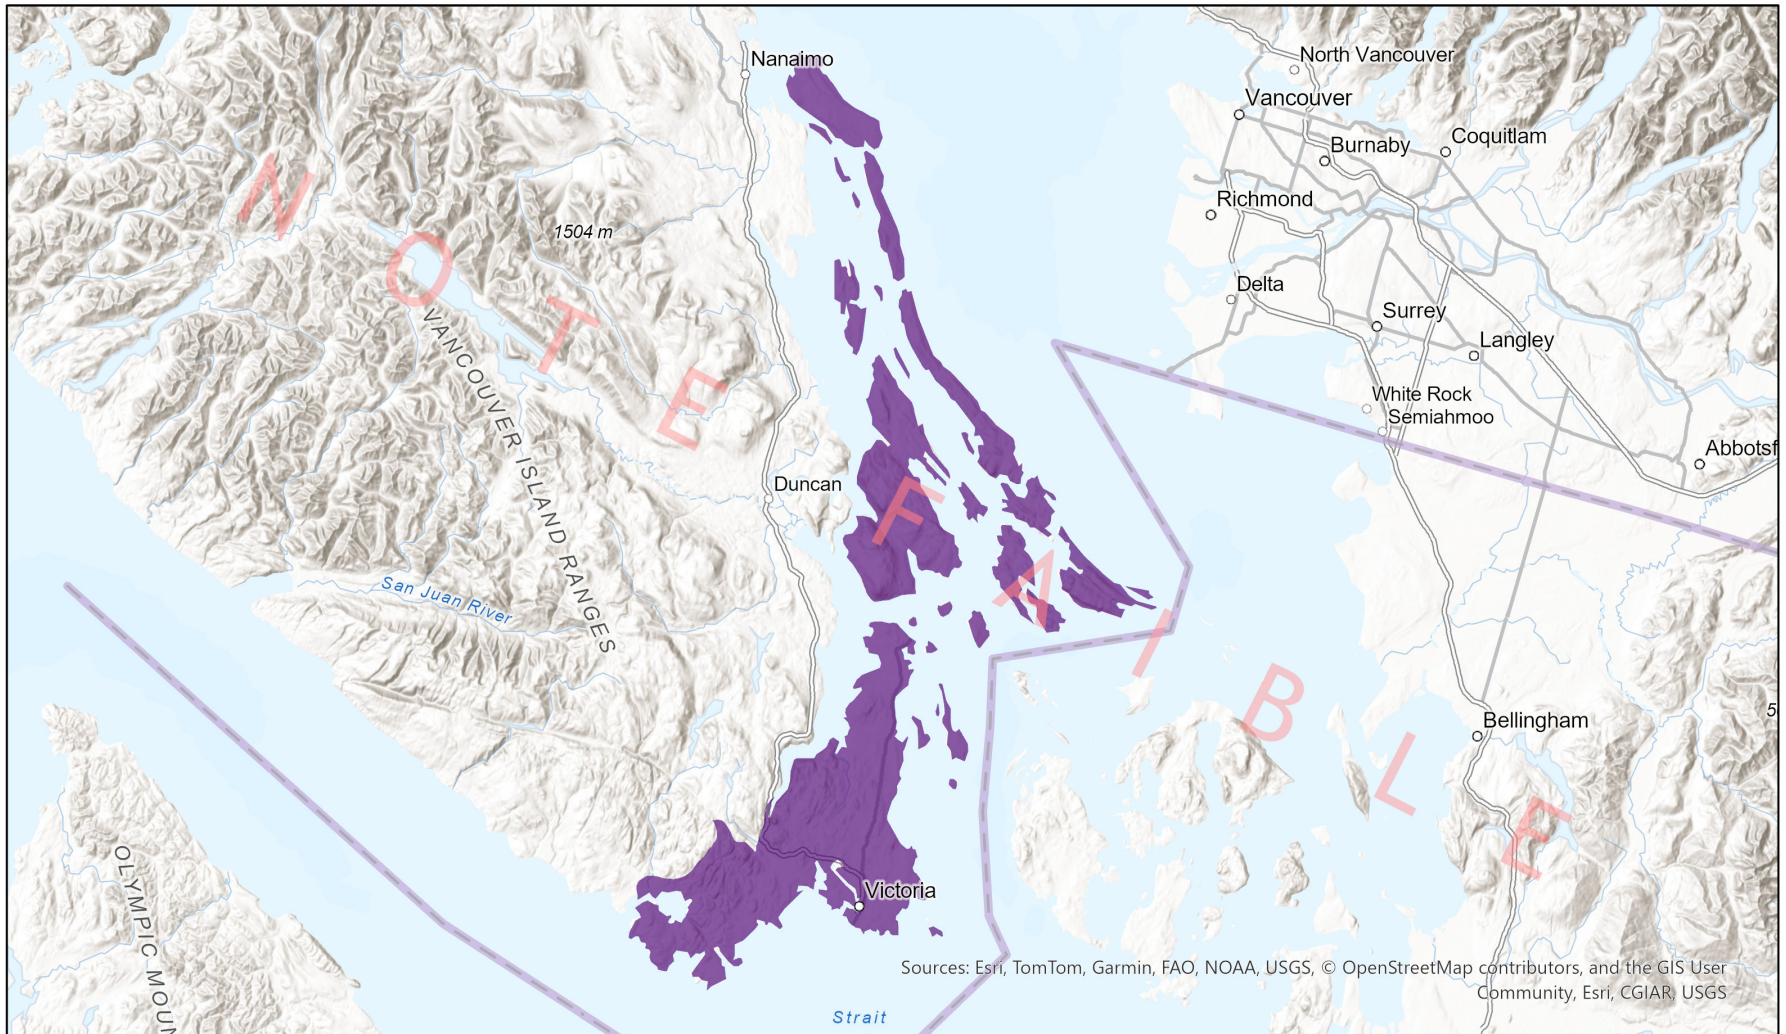 Nanaimo
North Vancouver
Vancouver
Coquitlam
Burnaby
Richmond
1504 m
Delta
Surrey
Langley
White Rock
Semiahmoo
Abbotsf
Duncan
VANCOUVER ISLAND RANGES
San Juan River
NOTE FAIBLE
5
Bellingham
OLYMPIC MOUN
Victoria
Sources: Esri, TomTom, Garmin, FAO, NOAA, USGS, © OpenStreetMap contributors, and the GIS User
Community, Esri, CGIAR, USGS
Strait